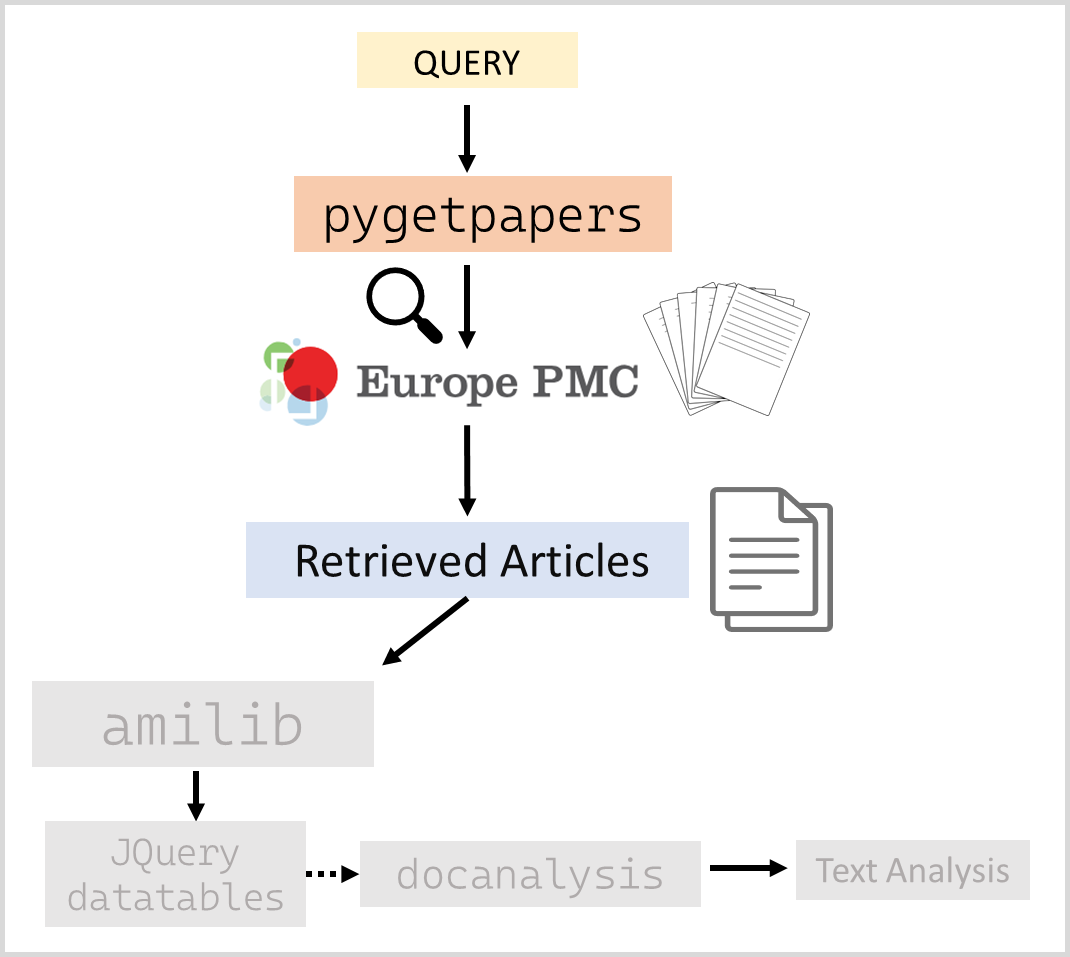 QUERY
pygetpapers
Europe PMC
Retrieved Articles
amilib
JQuery
datatables
docanalysis
Text Analysis